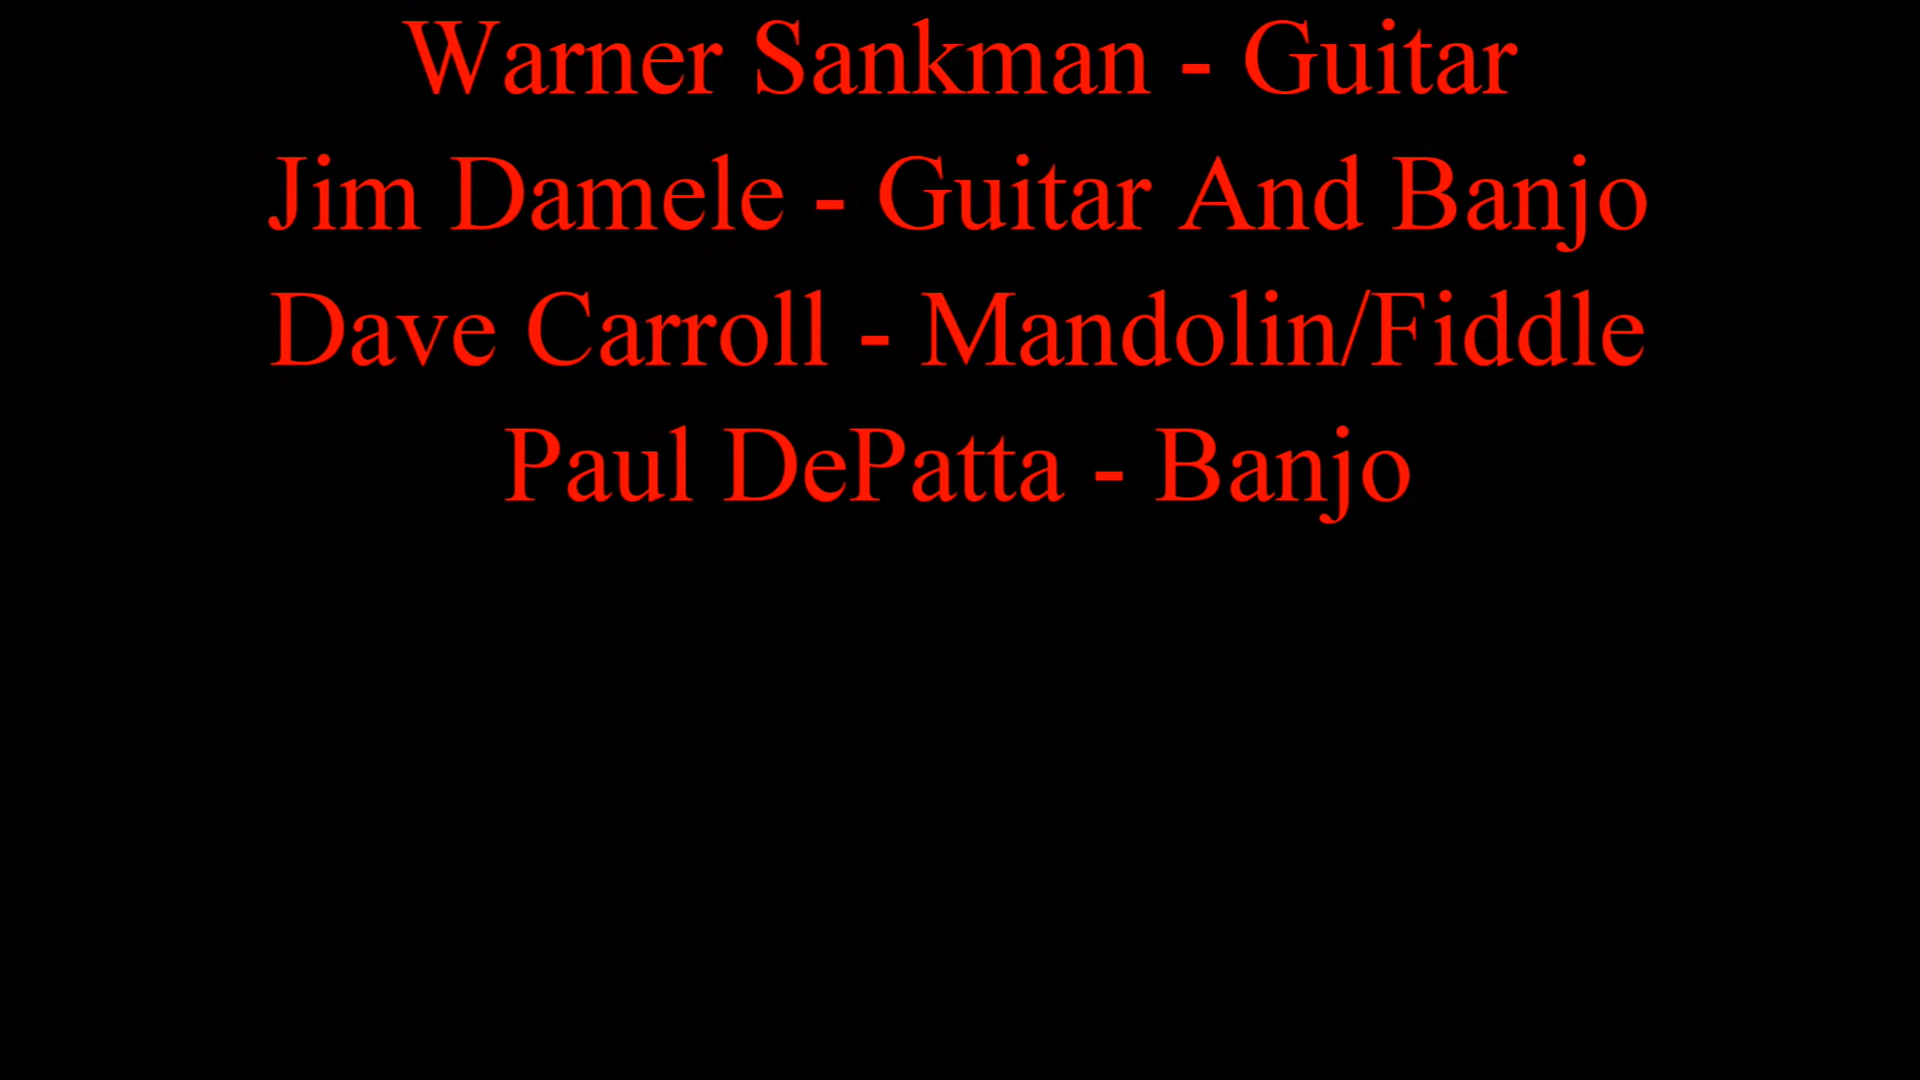 Warner Sankman - Guitar
Jim Damele - Guitar And Banjo
Dave Carroll - Mandolin/Fiddle
Paul DePatta - Banjo